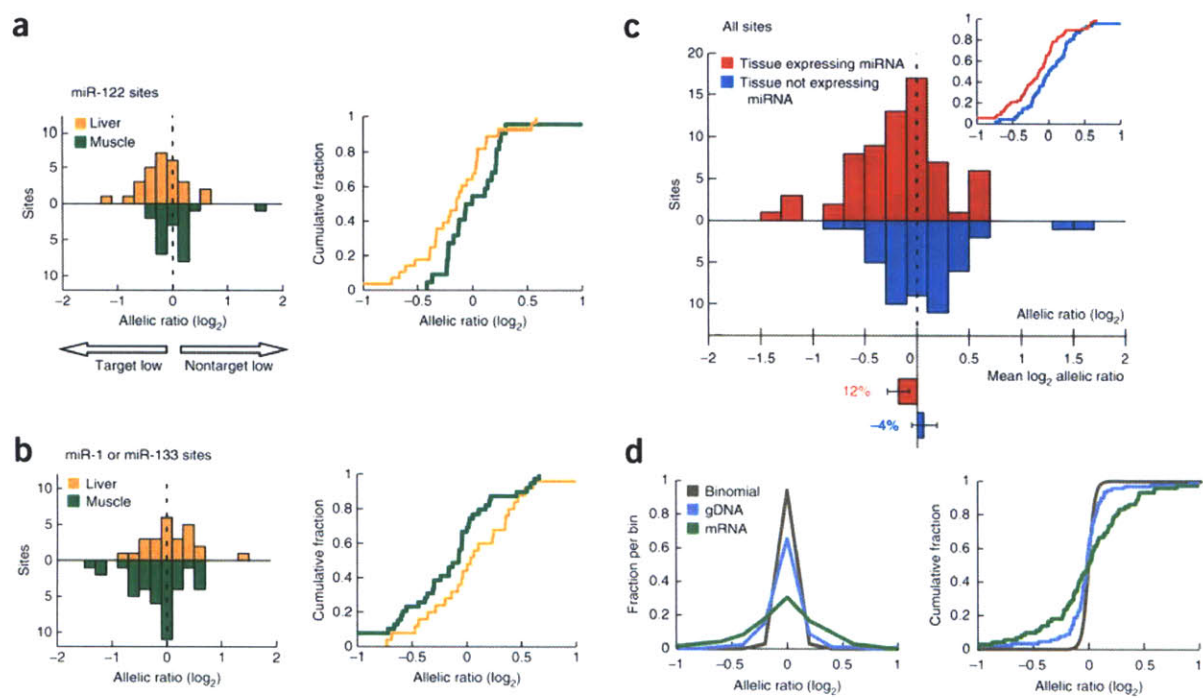 a
miR-122 sites
Liver
Muscle
10
5
0
5
10
Sites
−2 −1 0 1 2
Allelic ratio (log2)
Target low
Nontarget low
1
0.8
0.6
0.4
0.2
0
Cumulative fraction
−1 −0.5 0 0.5 1
Allelic ratio (log2)
b
miR-1 or miR-133 sites
Liver
Muscle
10
5
0
5
10
Sites
−2 −1 0 1 2
Allelic ratio (log2)
1
0.8
0.6
0.4
0.2
0
Cumulative fraction
−1 −0.5 0 0.5 1
Allelic ratio (log2)
c
All sites
Tissue expressing miRNA
Tissue not expressing
miRNA
20
15
10
5
0
5
10
Sites
Allelic ratio (log2)
−2 −1.5 −1 −0.5 0 0.5 1 1.5 2
Mean log2 allelic ratio
12%
−4%
1
0.8
0.6
0.4
0.2
0
−1 −0.5 0 0.5 1
d
Binomial
gDNA
mRNA
1
0.8
0.6
0.4
0.2
0
Fraction per bin
−1 −0.5 0 0.5 1
Allelic ratio (log2)
1
0.8
0.6
0.4
0.2
0
Cumulative fraction
−1 −0.5 0 0.5 1
Allelic ratio (log2)